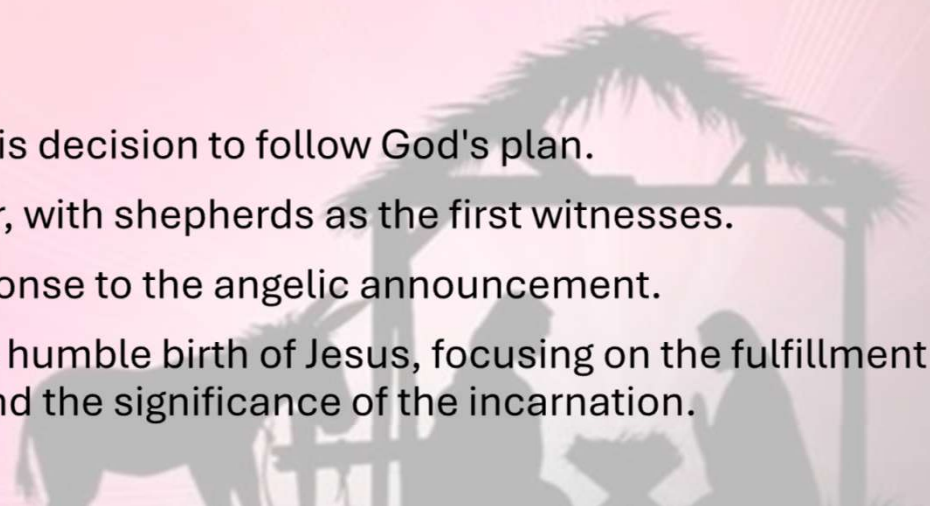 is decision to follow God's plan.
r, with shepherds as the first witnesses.
onse to the angelic announcement.
humble birth of Jesus, focusing on the fulfillment
nd the significance of the incarnation.